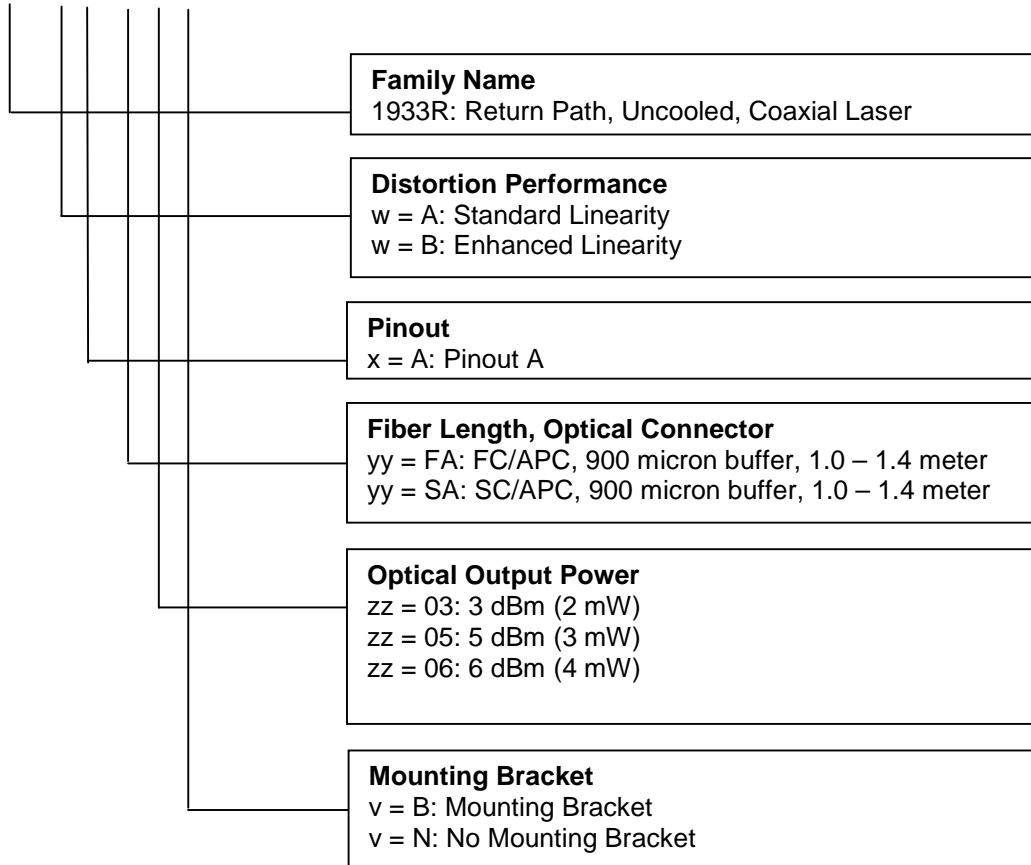 Family Name
1933R: Return Path, Uncooled, Coaxial Laser
Distortion Performance
w = A: Standard Linearity
w = B: Enhanced Linearity
Pinout
x = A: Pinout A
Fiber Length, Optical Connector
yy = FA: FC/APC, 900 micron buffer, 1.0 – 1.4 meter
yy = SA: SC/APC, 900 micron buffer, 1.0 – 1.4 meter
Optical Output Power
zz = 03: 3 dBm (2 mW)
zz = 05: 5 dBm (3 mW)
zz = 06: 6 dBm (4 mW)
Mounting Bracket
v = B: Mounting Bracket
v = N: No Mounting Bracket